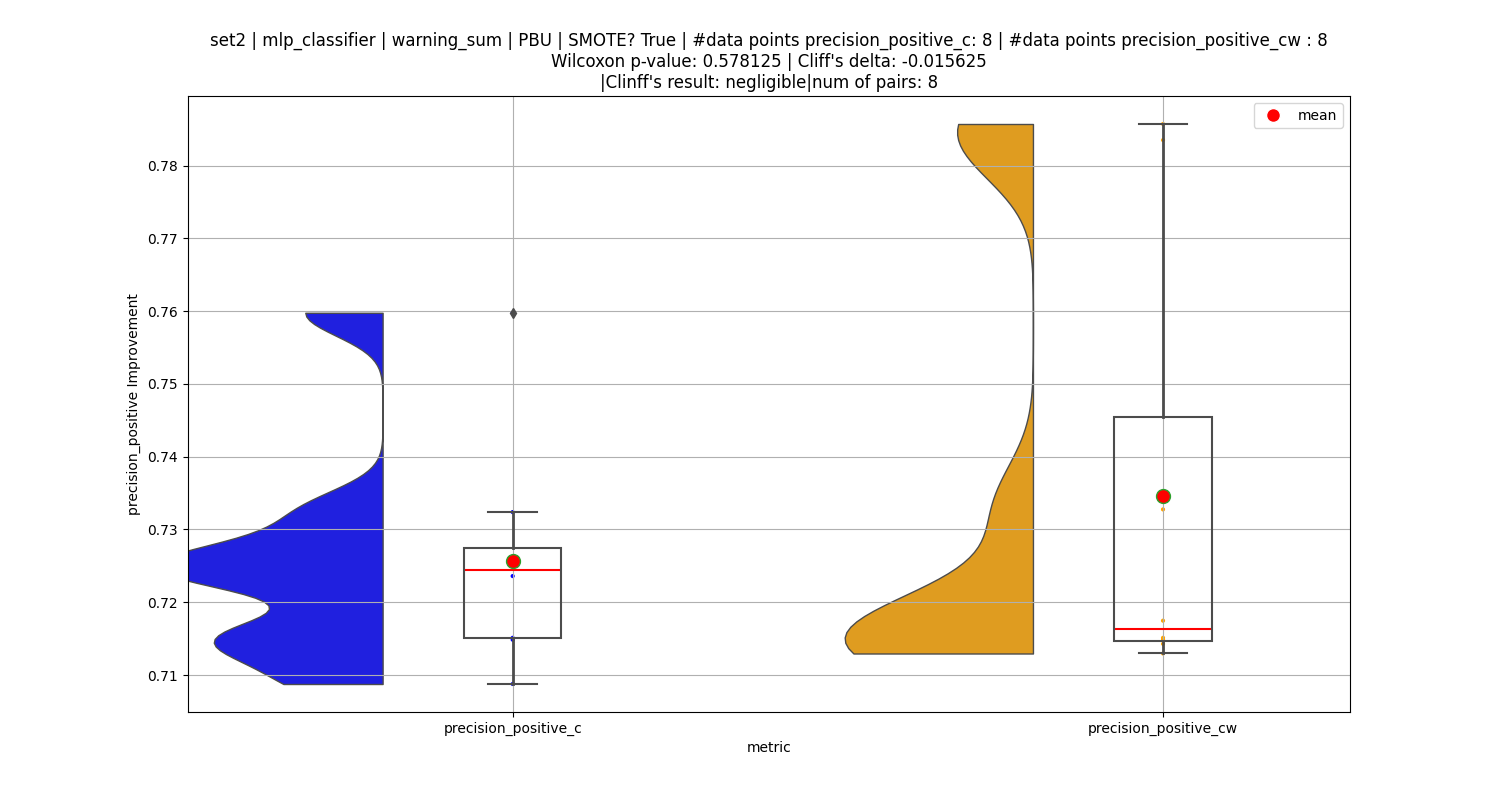 set2 | mlp_classifier | warning_sum | PBU | SMOTE? True | #data points precision_positive_c: 8 | #data points precision_positive_cw : 8
Wilcoxon p-value: 0.578125 | Cliff's delta: -0.015625
|Clinff's result: negligible|num of pairs: 8
mean
0.78
0.77
0.76
0.75
0.74
0.73
0.72
0.71
precision_positive Improvement
precision_positive_c
precision_positive_cw
metric